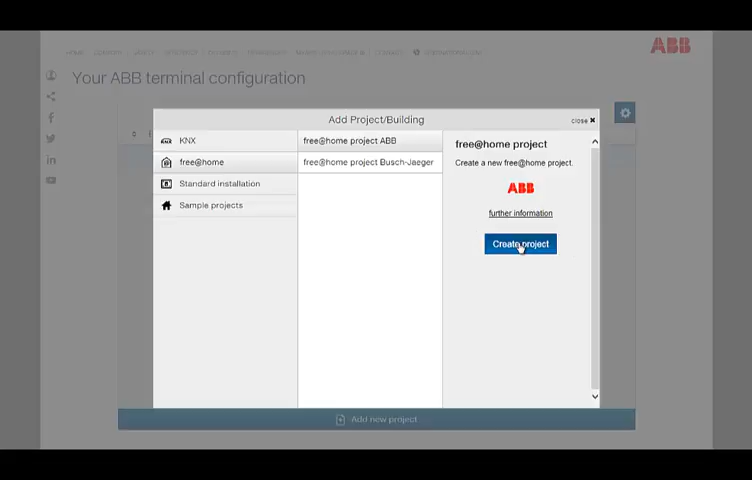 ABB
Your ABB terminal configuration
Add Project/Building
close
KNX
free@home
Standard installation
Sample projects
free@home project ABB
free@home project Busch-Jaeger
free@home project
Create a new free@home project.
ABB
further information
Create project
Add new project